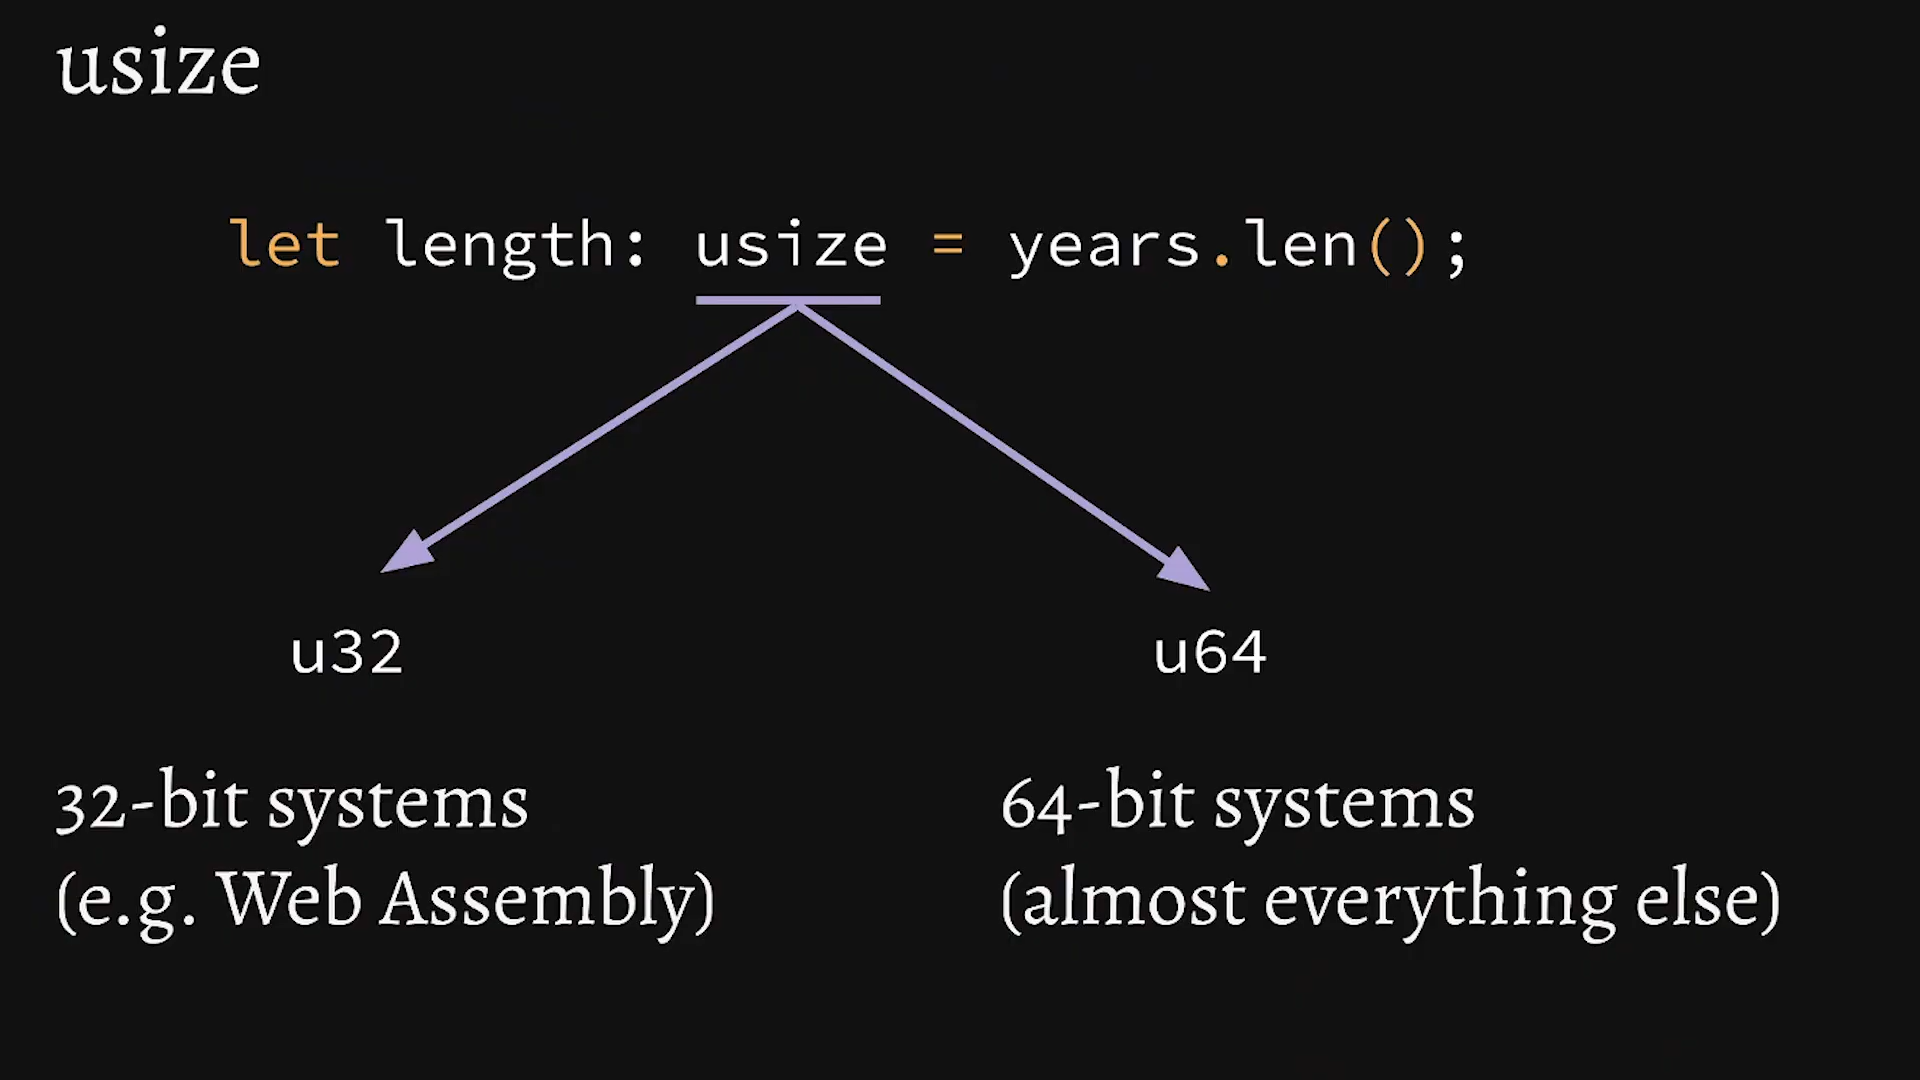 usize
let length: usize = years.len();
u32
u64
32-bit systems
(e.g. Web Assembly)
64-bit systems
(almost everything else)